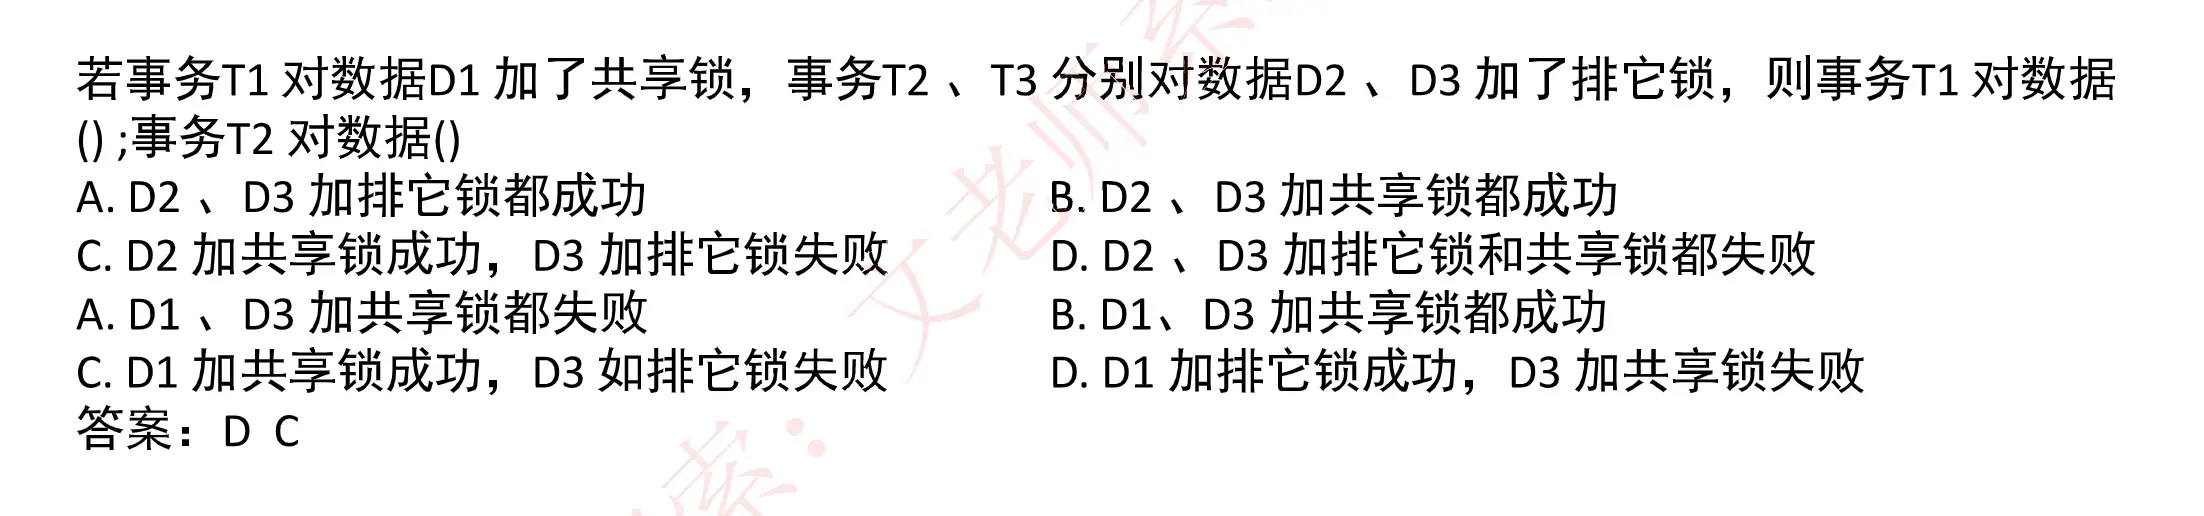 若事务T1 对数据D1 加了共享锁，事务T2 、T3 分别对数据D2 、D3 加了排它锁，则事务T1 对数据
() ;事务T2 对数据()
A. D2 、D3 加排它锁都成功 B. D2 、D3 加共享锁都成功
C. D2 加共享锁成功，D3 加排它锁失败 D. D2 、D3 加排它锁和共享锁都失败
A. D1 、D3 加共享锁都失败 B. D1、D3 加共享锁都成功
C. D1 加共享锁成功，D3 如排它锁失败 D. D1 加排它锁成功，D3 加共享锁失败
答案：D C
文老师
索：